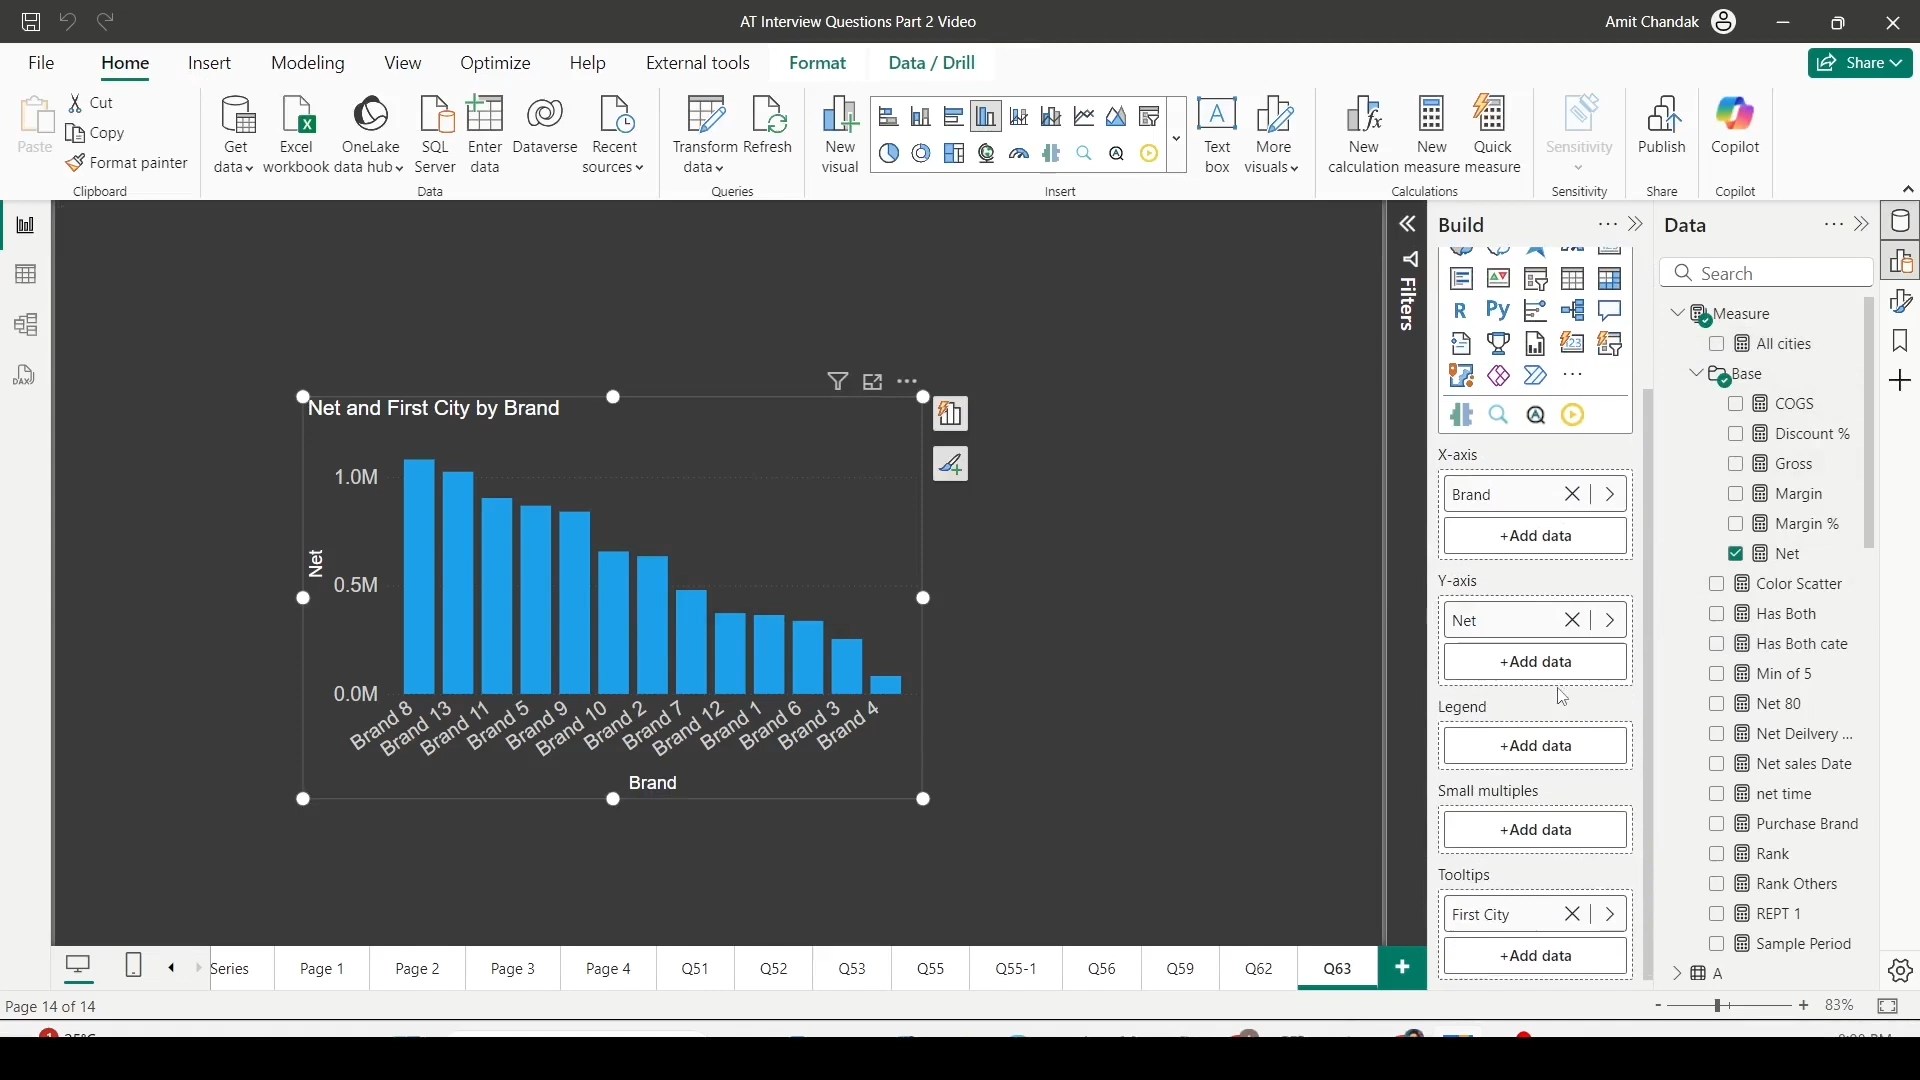 AT Interview Questions Part 2 Video
Amit Chandak
File Home Insert Modeling View Optimize Help External tools Format Data / Drill
Share
Paste
Cut
Copy
Format painter
Clipboard
Get data
Excel workbook
OneLake data hub
SQL Server
Enter data
Dataverse
Recent sources
Data
Transform data
Refresh
Queries
New visual
Text box
More visuals
Insert
New calculation
New measure
Quick measure
Calculations
Sensitivity
Sensitivity
Publish
Share
Copilot
Copilot
DAX
Net and First City by Brand
Net
1.0M
0.5M
0.0M
Brand 8
Brand 13
Brand 11
Brand 5
Brand 9
Brand 10
Brand 2
Brand 7
Brand 12
Brand 1
Brand 6
Brand 3
Brand 4
Brand
Filters
Build
R Py
123
X-axis
Brand
+Add data
Y-axis
Net
+Add data
Legend
+Add data
Small multiples
+Add data
Tooltips
First City
+Add data
Data
Search
Measure
All cities
Base
COGS
Discount %
Gross
Margin
Margin %
Net
Color Scatter
Has Both
Has Both cate
Min of 5
Net 80
Net Deilvery ...
Net sales Date
net time
Purchase Brand
Rank
Rank Others
REPT 1
Sample Period
A
Series Page 1 Page 2 Page 3 Page 4 Q51 Q52 Q53 Q55 Q55-1 Q56 Q59 Q62 Q63
Page 14 of 14
- + 83%